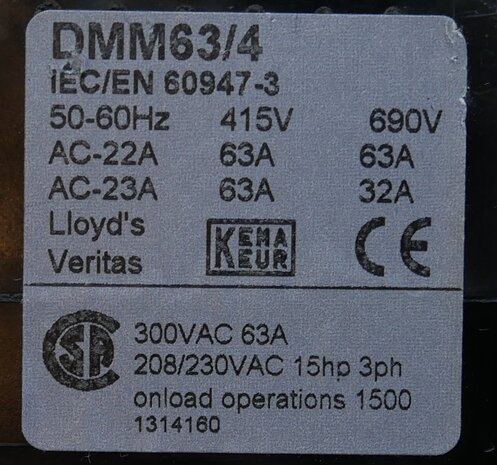 DMM63/4
IEC/EN 60947-3
50-60Hz 415V 690V
AC-22A 63A 63A
AC-23A 63A 32A
Lloyd's
Veritas
KEMA
KEUR
CE
SP
300VAC 63A
208/230VAC 15hp 3ph
onload operations 1500
1314160